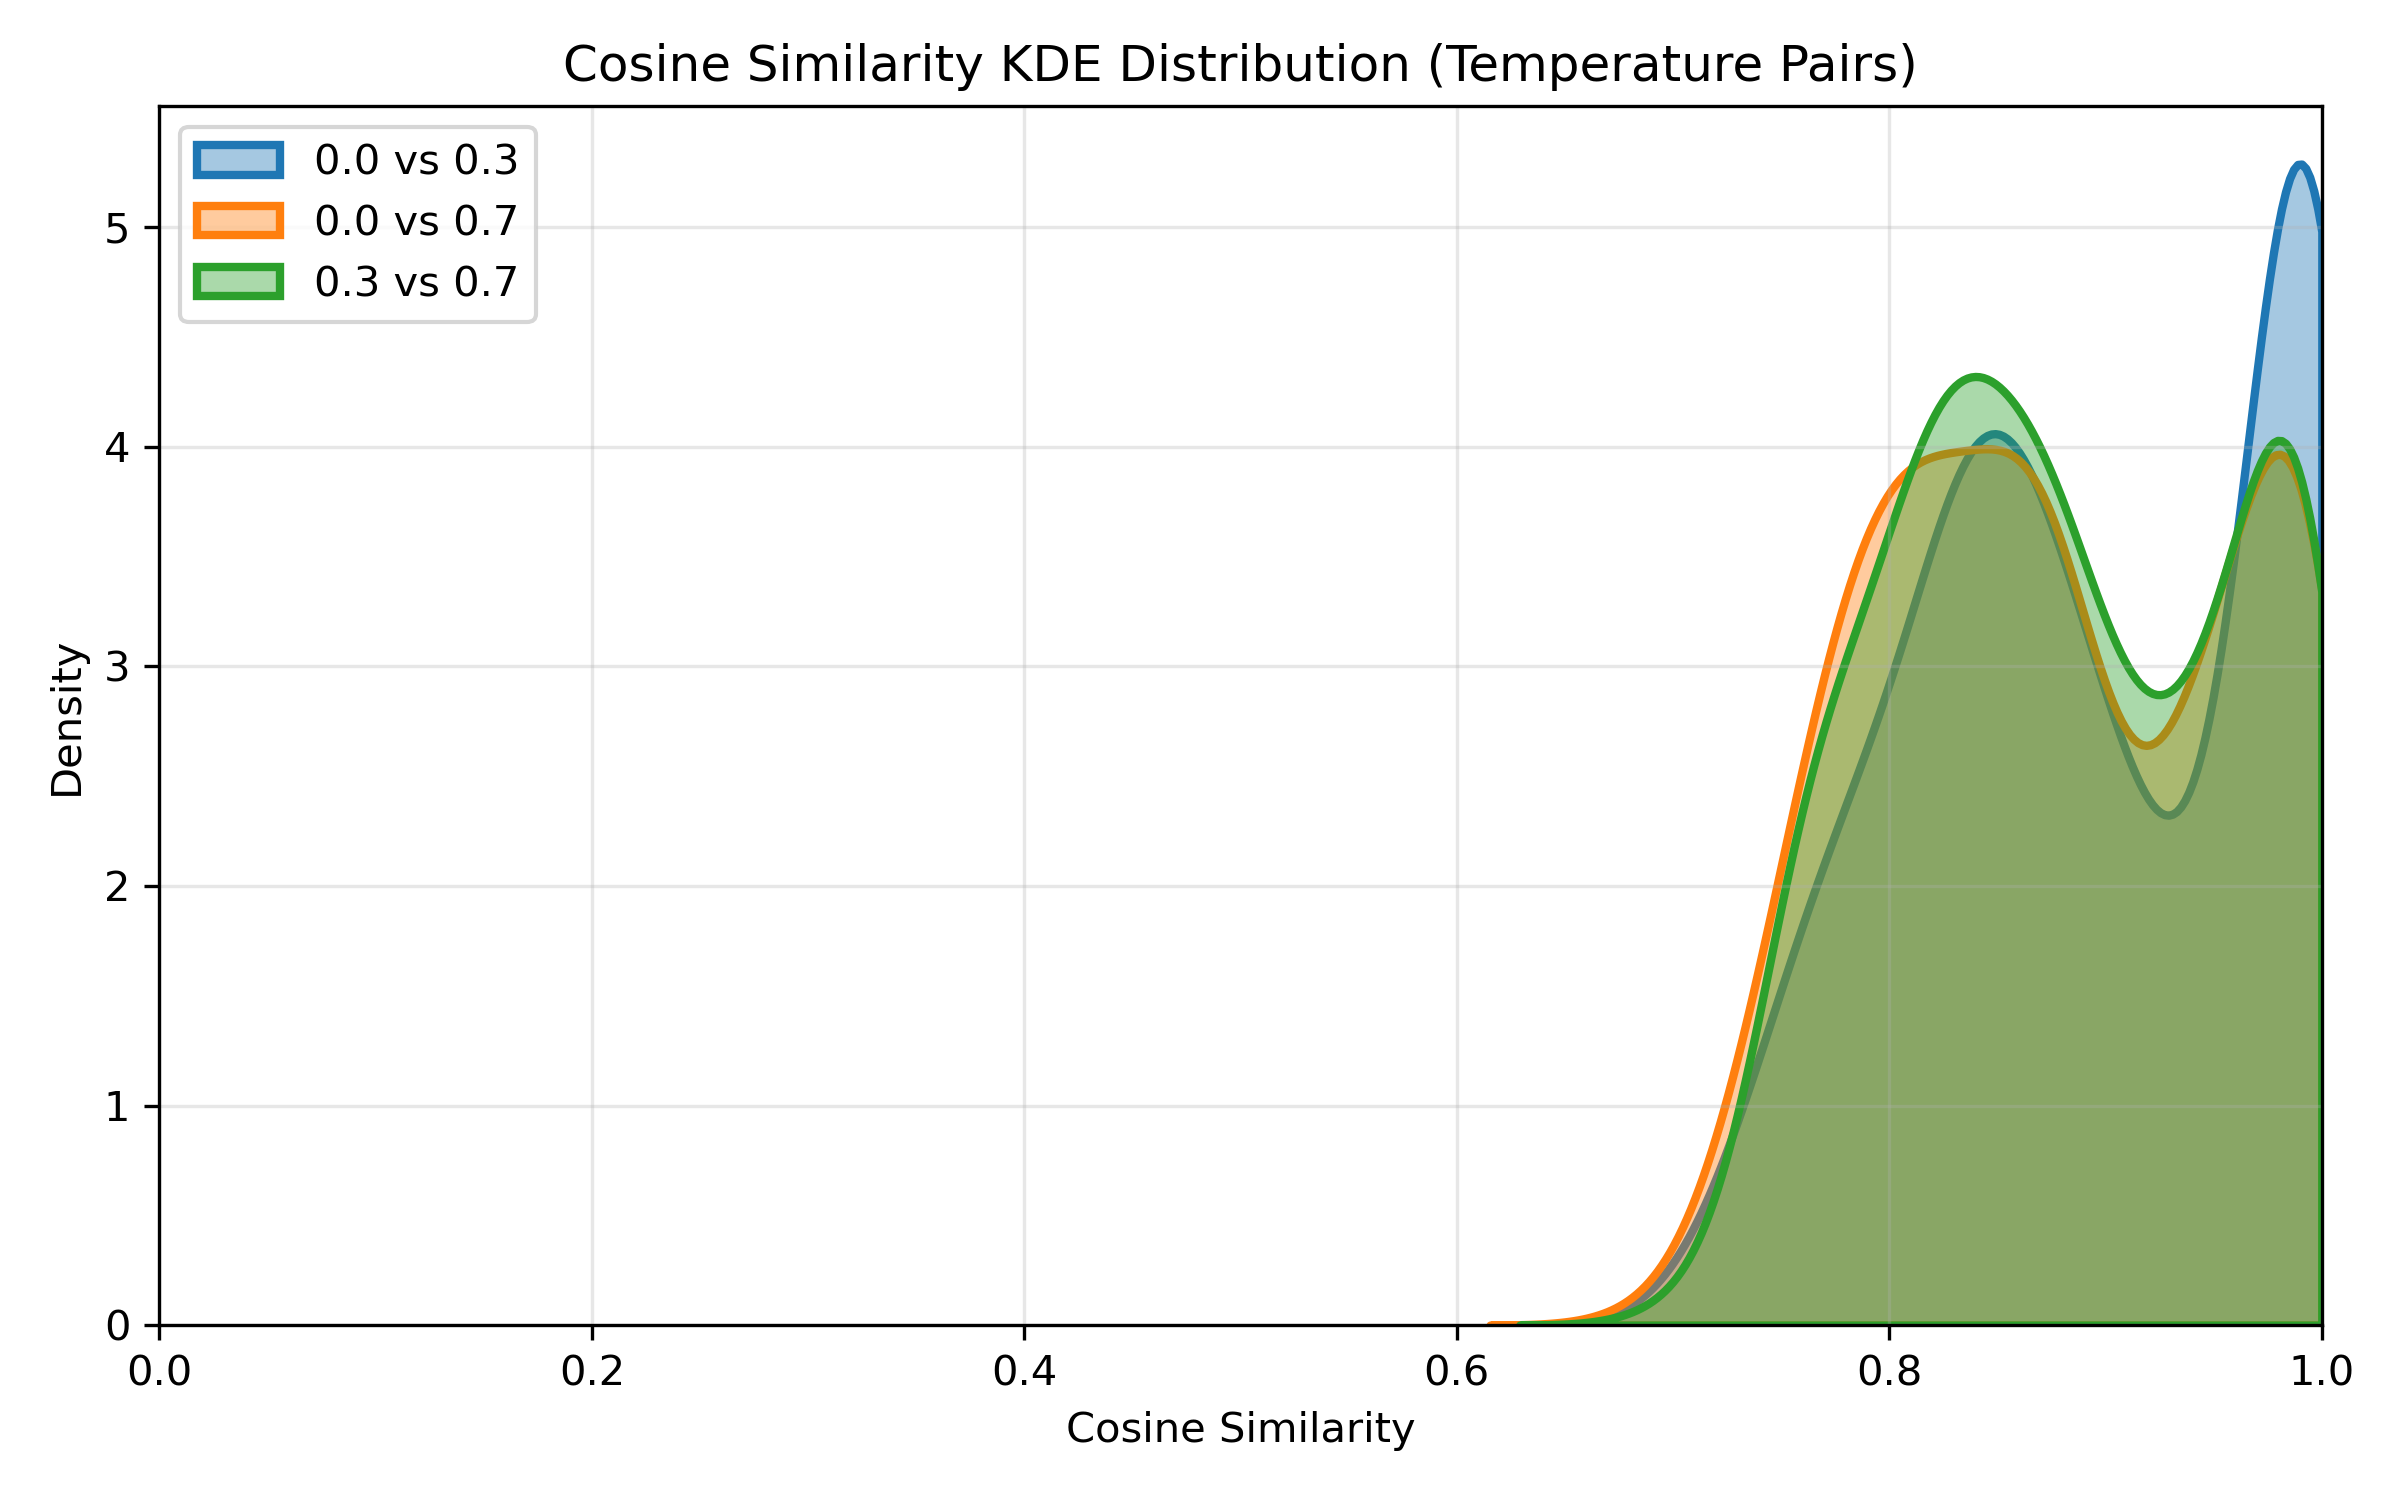 Cosine Similarity KDE Distribution (Temperature Pairs)
0.0 vs 0.3
0.0 vs 0.7
0.3 vs 0.7
Density
5
4
3
2
1
0
0.0 0.2 0.4 0.6 0.8 1.0
Cosine Similarity